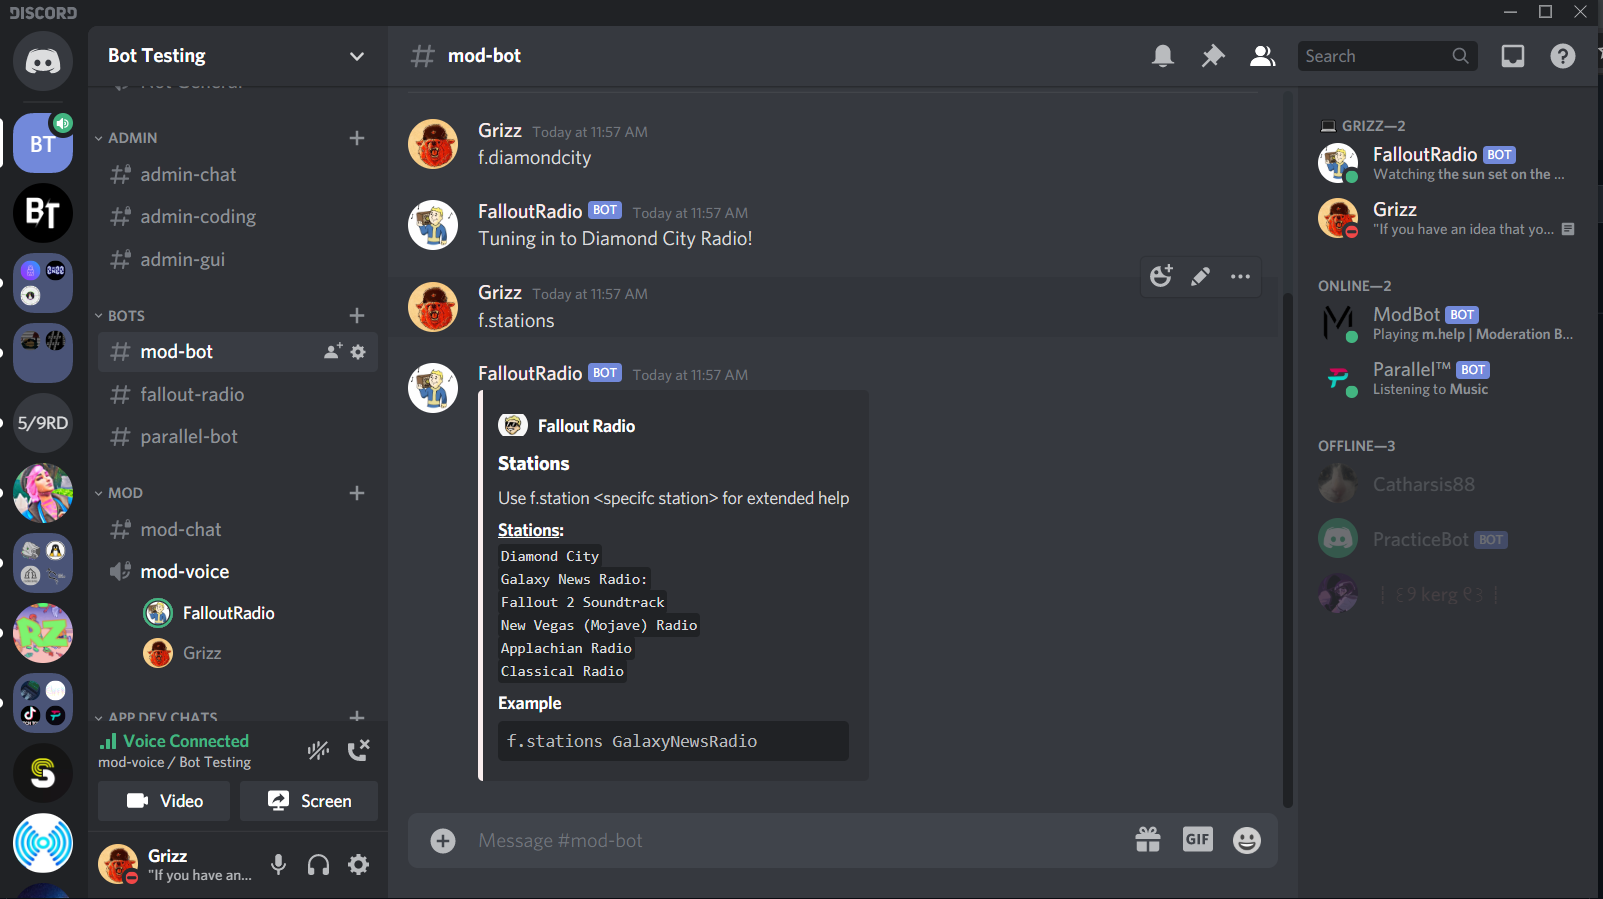 DISCORD
Bot Testing
ADMIN
admin-chat
admin-coding
admin-gui
BOTS
mod-bot
fallout-radio
parallel-bot
MOD
mod-chat
mod-voice
FalloutRadio
Grizz
APP DEV CHATS
Voice Connected
mod-voice / Bot Testing
Video
Screen
Grizz
"If you have an...
BT
BT
5/9RD
RZ
S
mod-bot
Search
Grizz Today at 11:57 AM
f.diamondcity
FalloutRadio BOT Today at 11:57 AM
Tuning in to Diamond City Radio!
Grizz Today at 11:57 AM
f.stations
FalloutRadio BOT Today at 11:57 AM
Fallout Radio
Stations
Use f.station <specifc station> for extended help
Stations:
Diamond City
Galaxy News Radio:
Fallout 2 Soundtrack
New Vegas (Mojave) Radio
Applachian Radio
Classical Radio
Example
f.stations GalaxyNewsRadio
Message #mod-bot
GIF
GRIZZ—2
FalloutRadio BOT
Watching the sun set on the ...
Grizz
"If you have an idea that yo...
ONLINE—2
ModBot BOT
Playing m.help | Moderation B...
Parallel™ BOT
Listening to Music
OFFLINE—3
Catharsis88
PracticeBot BOT
kerg